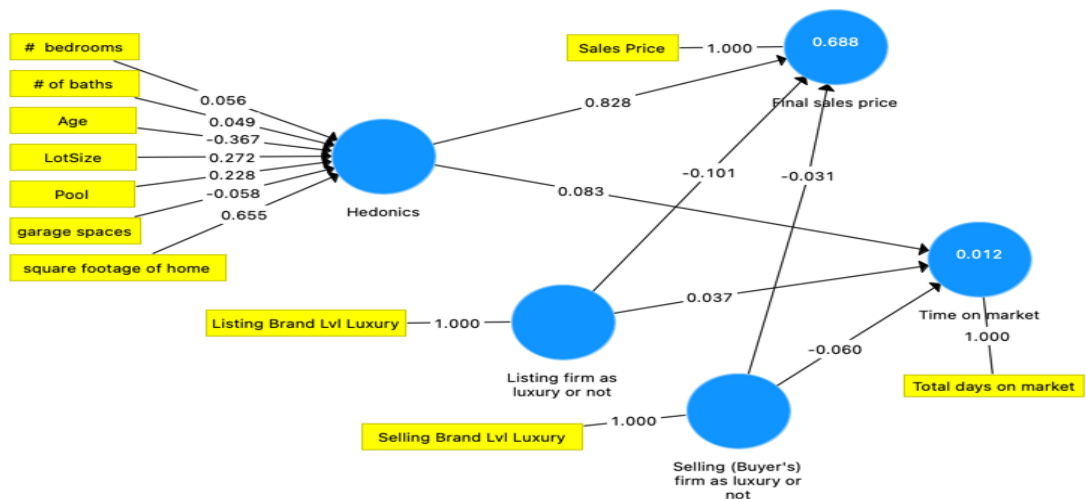 # bedrooms
# of baths
Age
LotSize
Pool
garage spaces
square footage of home
0.056
0.049
-0.367
0.272
0.228
-0.058
0.655
Hedonics
Sales Price
1.000
0.688
Final sales price
0.828
-0.101
-0.031
0.083
0.012
Time on market
0.037
-0.060
1.000
Total days on market
Listing Brand Lvl Luxury
1.000
Listing firm as
luxury or not
Selling Brand Lvl Luxury
1.000
Selling (Buyer's)
firm as luxury or
not